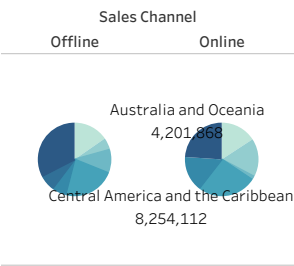 Sales Channel
Offline Online
Australia and Oceania
4,201,868
Central America and the Caribbean
8,254,112